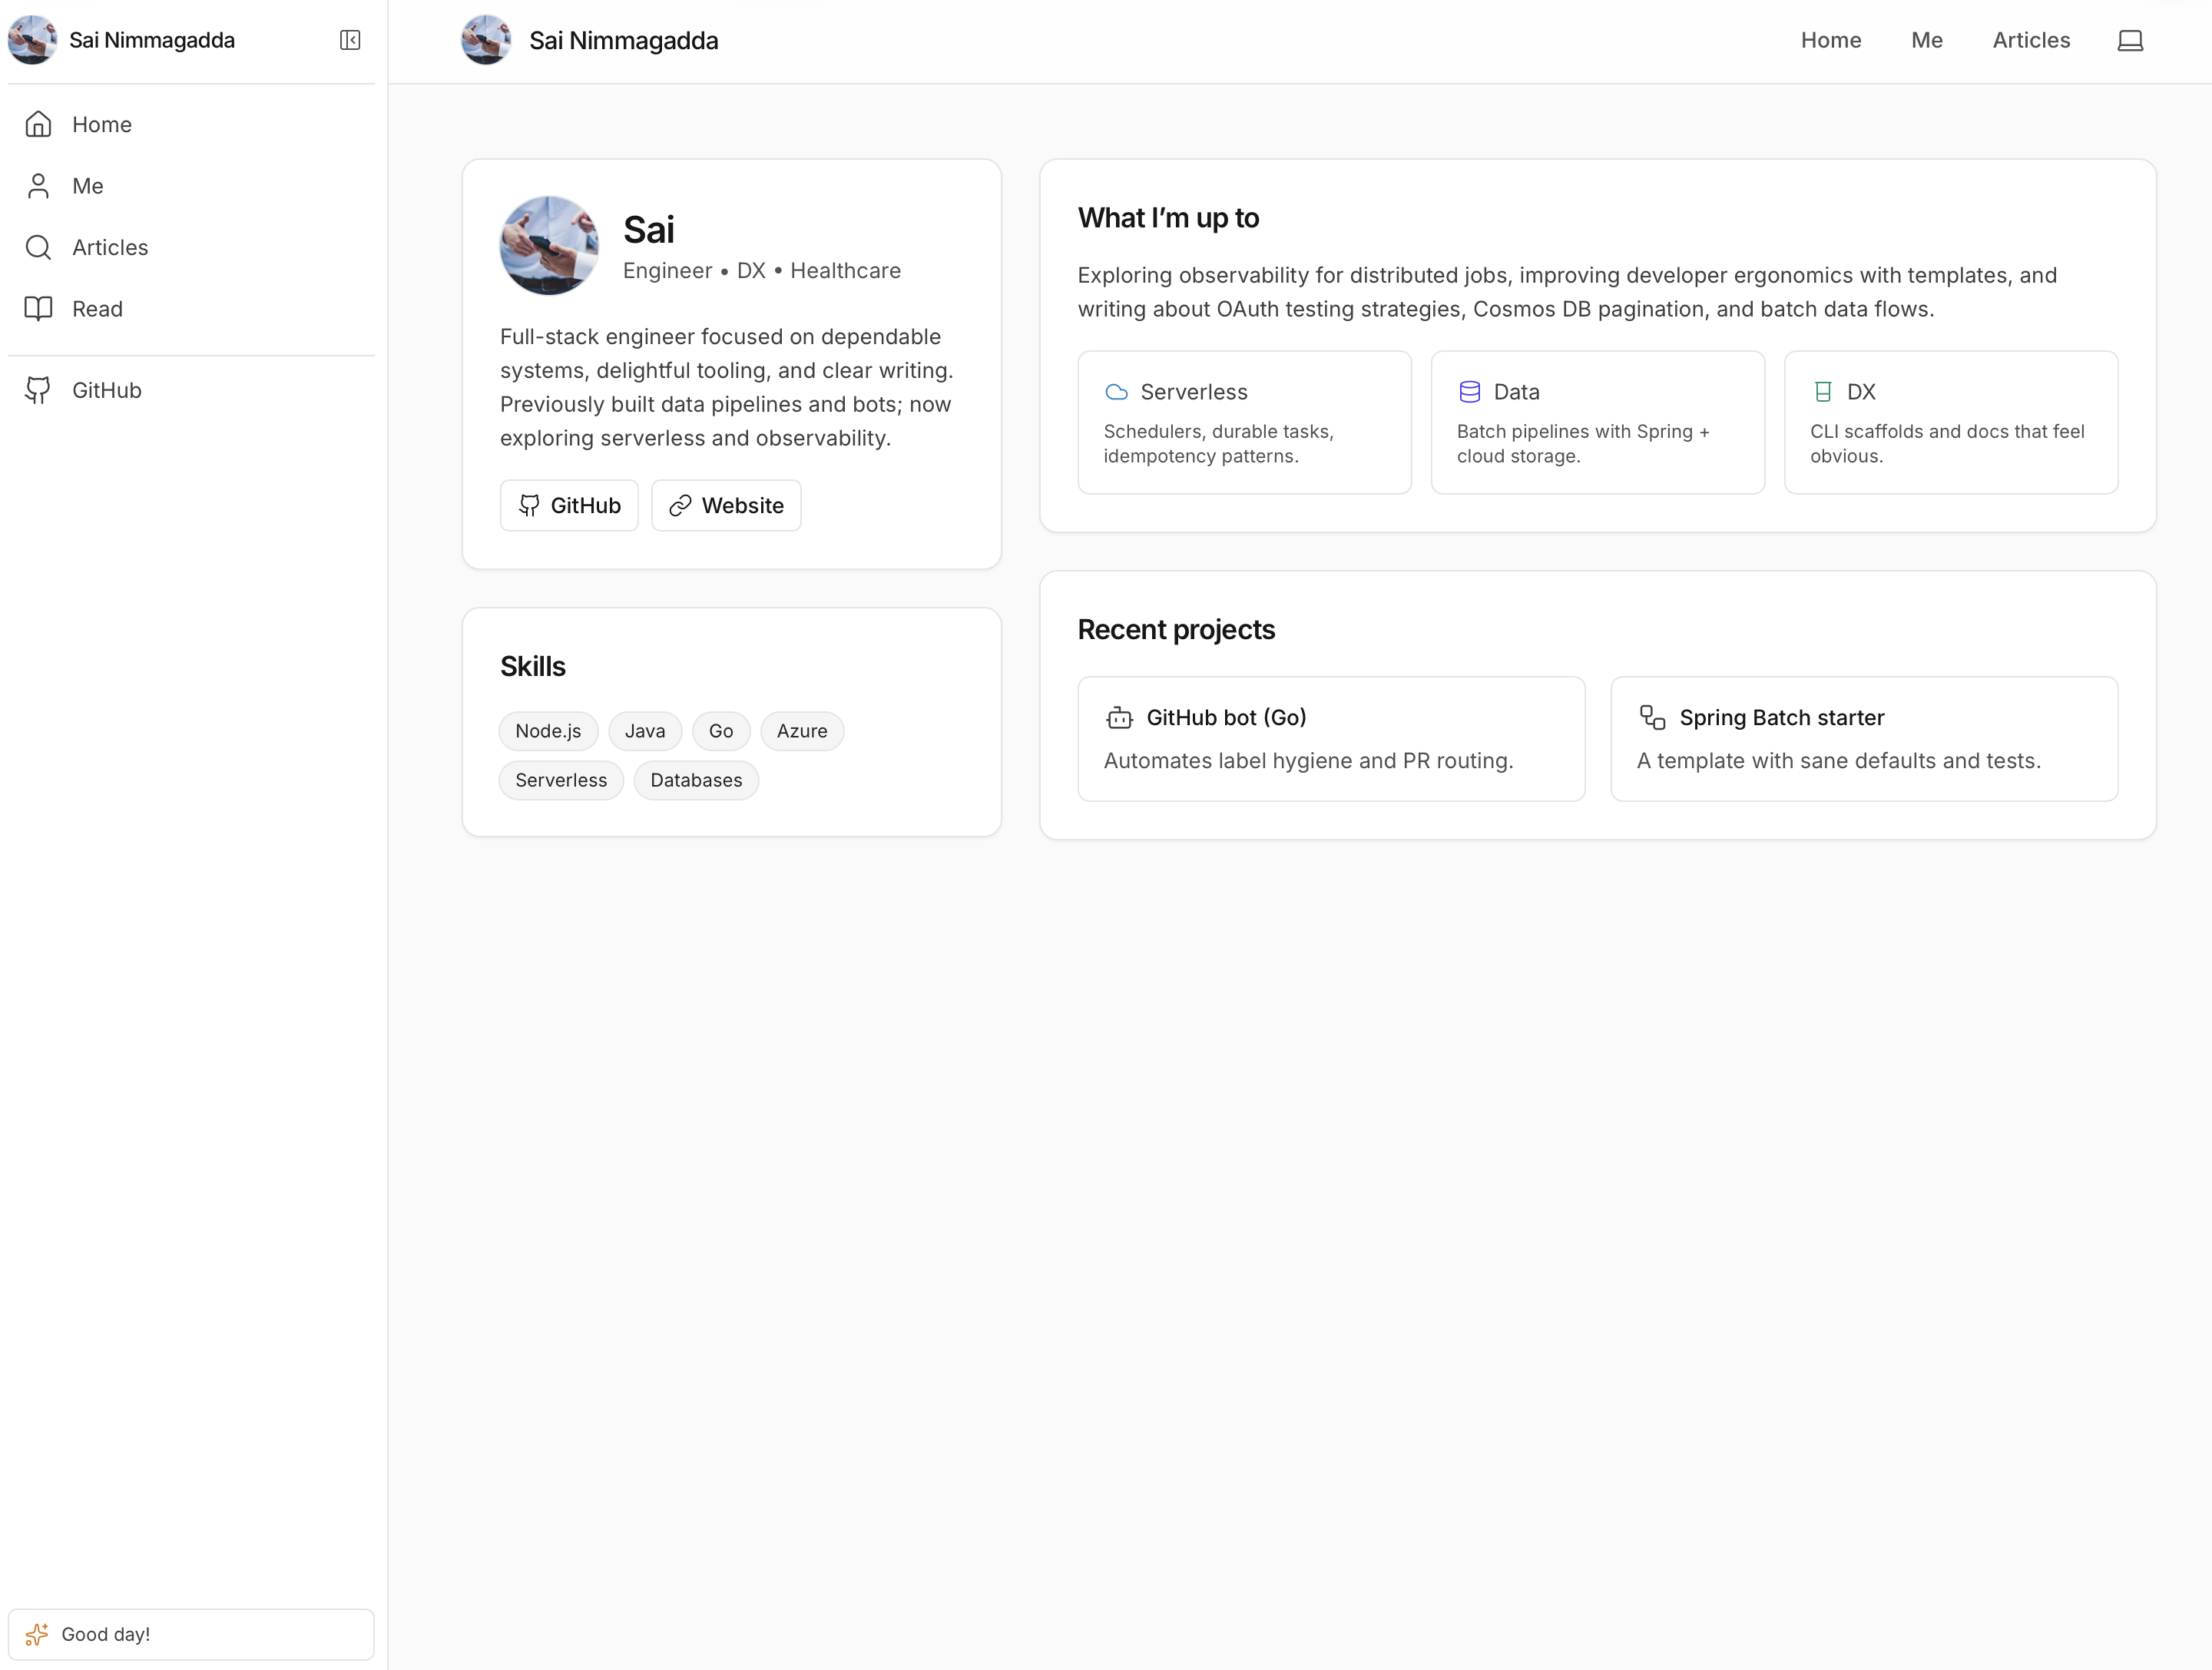 Sai Nimmagadda
Home
Me
Articles
Read
GitHub
Good day!
Sai Nimmagadda
Home
Me
Articles
Sai
Engineer • DX • Healthcare
Full-stack engineer focused on dependable
systems, delightful tooling, and clear writing.
Previously built data pipelines and bots; now
exploring serverless and observability.
GitHub
Website
Skills
Node.js
Java
Go
Azure
Serverless
Databases
What I’m up to
Exploring observability for distributed jobs, improving developer ergonomics with templates, and
writing about OAuth testing strategies, Cosmos DB pagination, and batch data flows.
Serverless
Schedulers, durable tasks,
idempotency patterns.
Data
Batch pipelines with Spring +
cloud storage.
DX
CLI scaffolds and docs that feel
obvious.
Recent projects
GitHub bot (Go)
Automates label hygiene and PR routing.
Spring Batch starter
A template with sane defaults and tests.